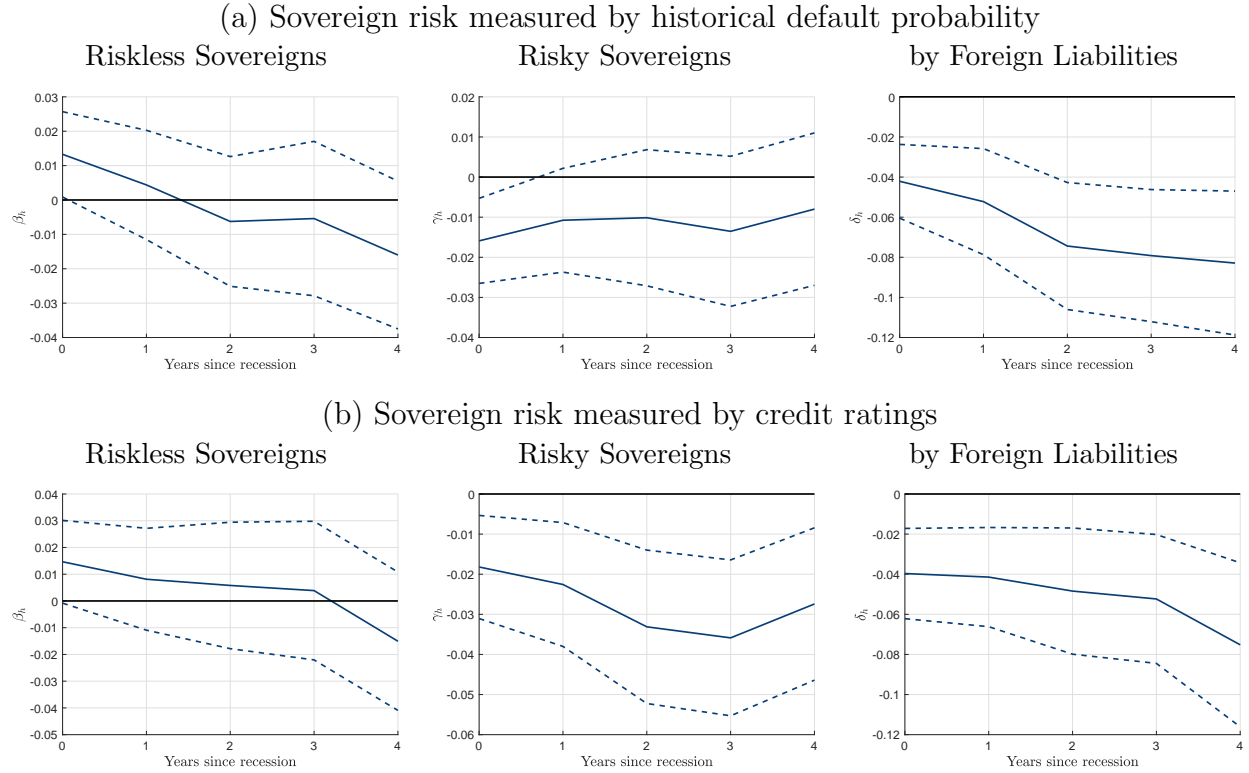 (a) Sovereign risk measured by historical default probability
Riskless Sovereigns
Risky Sovereigns
by Foreign Liabilities
0.03
0.02
0.01
0
-0.01
-0.02
-0.03
-0.04
β_h
0 1 2 3 4
Years since recession
0.02
0.01
0
-0.01
-0.02
-0.03
-0.04
γ_h
0 1 2 3 4
Years since recession
0
-0.02
-0.04
-0.06
-0.08
-0.1
-0.12
δ_h
0 1 2 3 4
Years since recession
(b) Sovereign risk measured by credit ratings
Riskless Sovereigns
Risky Sovereigns
by Foreign Liabilities
0.04
0.03
0.02
0.01
0
-0.01
-0.02
-0.03
-0.04
-0.05
β_h
0 1 2 3 4
Years since recession
0
-0.01
-0.02
-0.03
-0.04
-0.05
-0.06
γ_h
0 1 2 3 4
Years since recession
0
-0.02
-0.04
-0.06
-0.08
-0.1
-0.12
δ_h
0 1 2 3 4
Years since recession